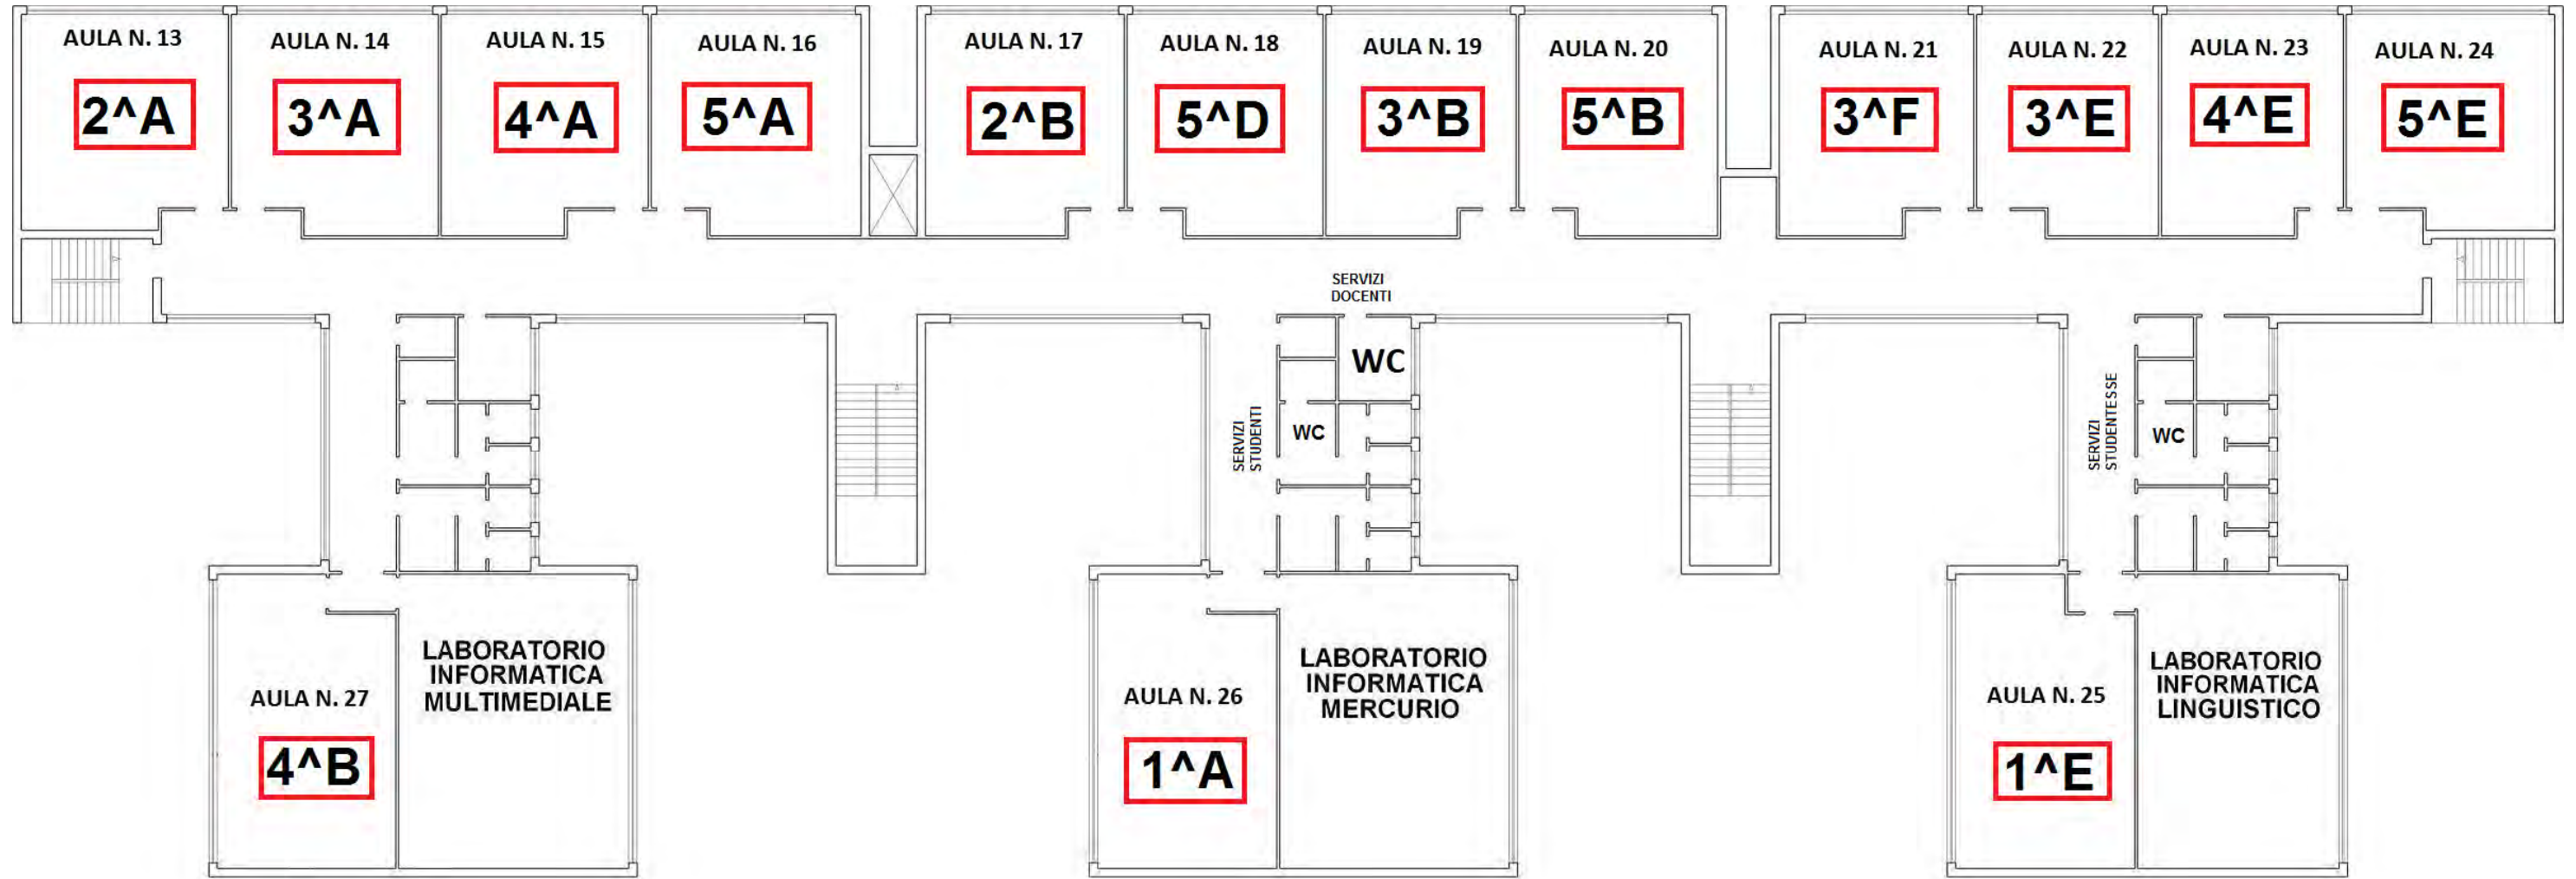 AULA N. 13
2^A
AULA N. 14
3^A
AULA N. 15
4^A
AULA N. 16
5^A
AULA N. 17
2^B
AULA N. 18
5^D
AULA N. 19
3^B
AULA N. 20
5^B
AULA N. 21
3^F
AULA N. 22
3^E
AULA N. 23
4^E
AULA N. 24
5^E
SERVIZI
DOCENTI
WC
SERVIZI
STUDENTI
WC
SERVIZI
STUDENTESSE
WC
AULA N. 27
4^B
LABORATORIO
INFORMATICA
MULTIMEDIALE
AULA N. 26
1^A
LABORATORIO
INFORMATICA
MERCURIO
AULA N. 25
1^E
LABORATORIO
INFORMATICA
LINGUISTICO